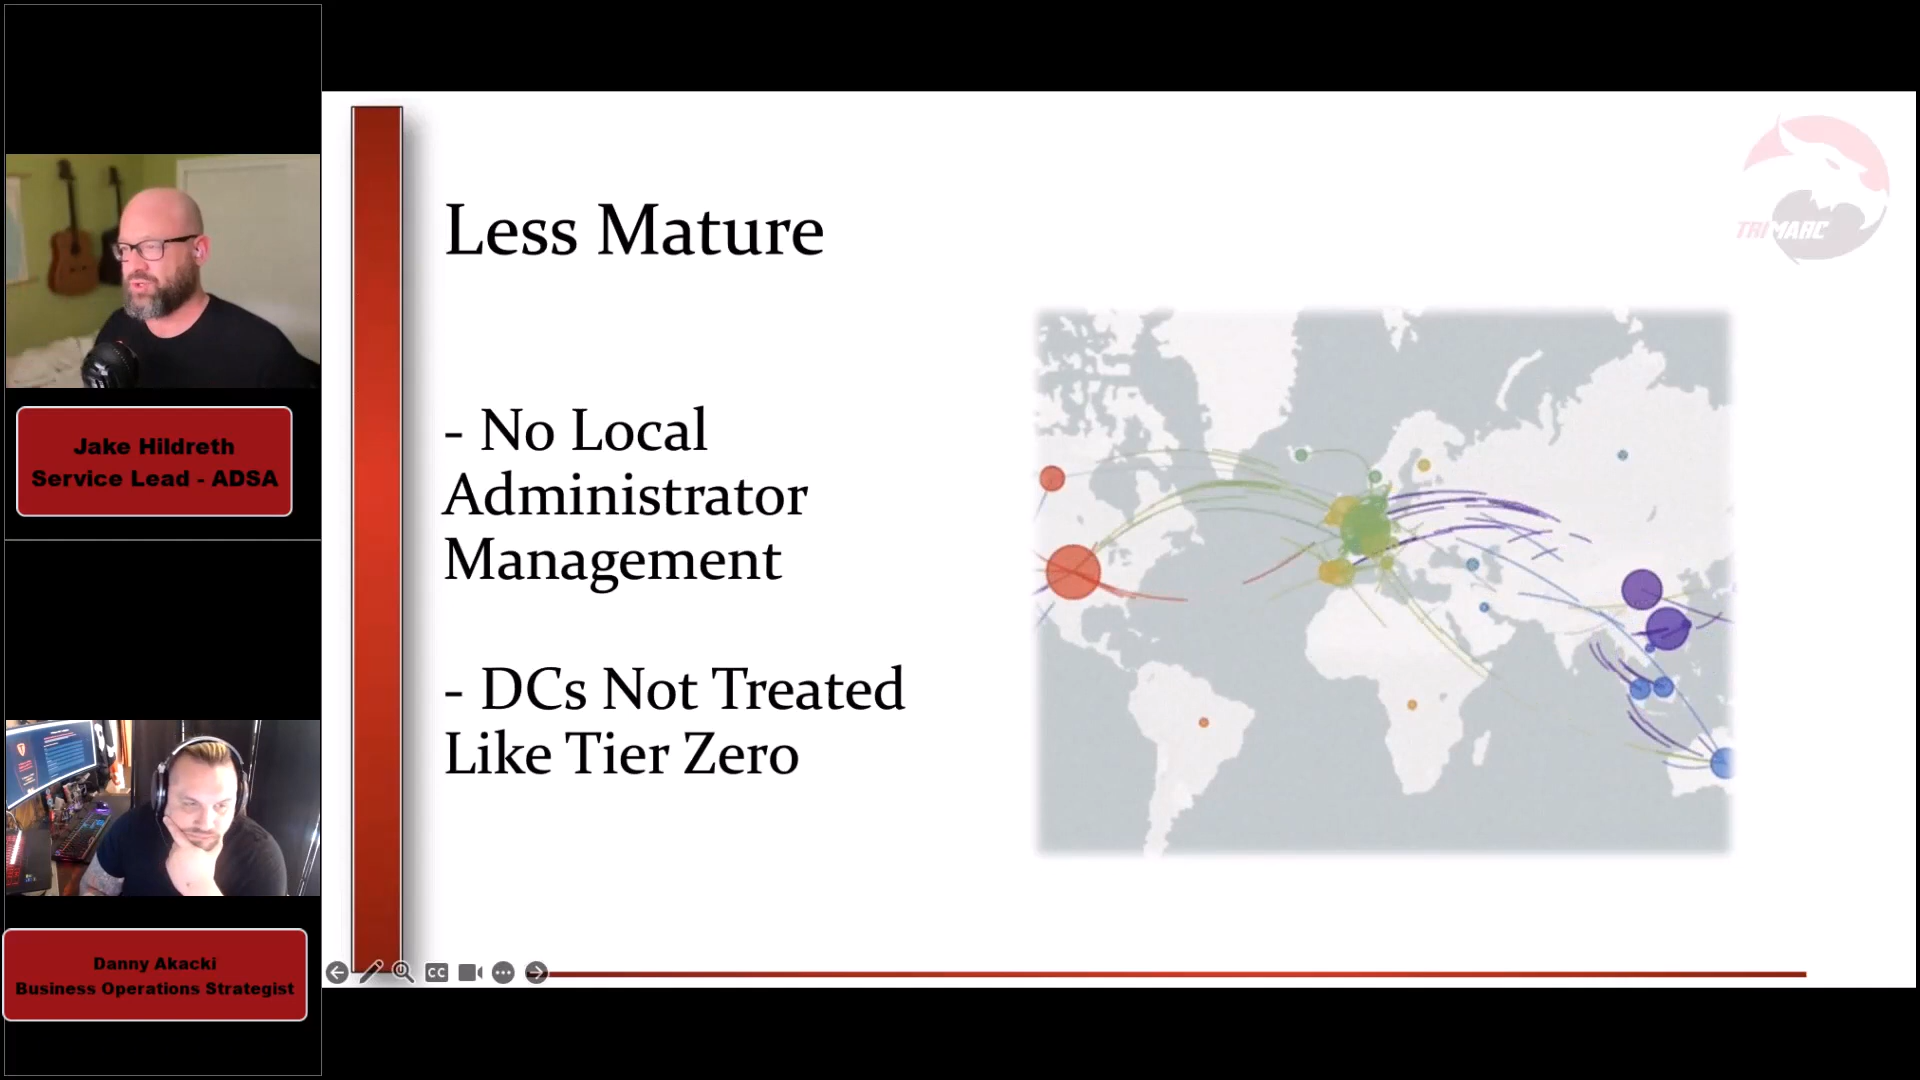 Jake Hildreth
Service Lead - ADSA
Danny Akacki
Business Operations Strategist
Less Mature
- No Local
Administrator
Management
- DCs Not Treated
Like Tier Zero
TRIMARC
CC